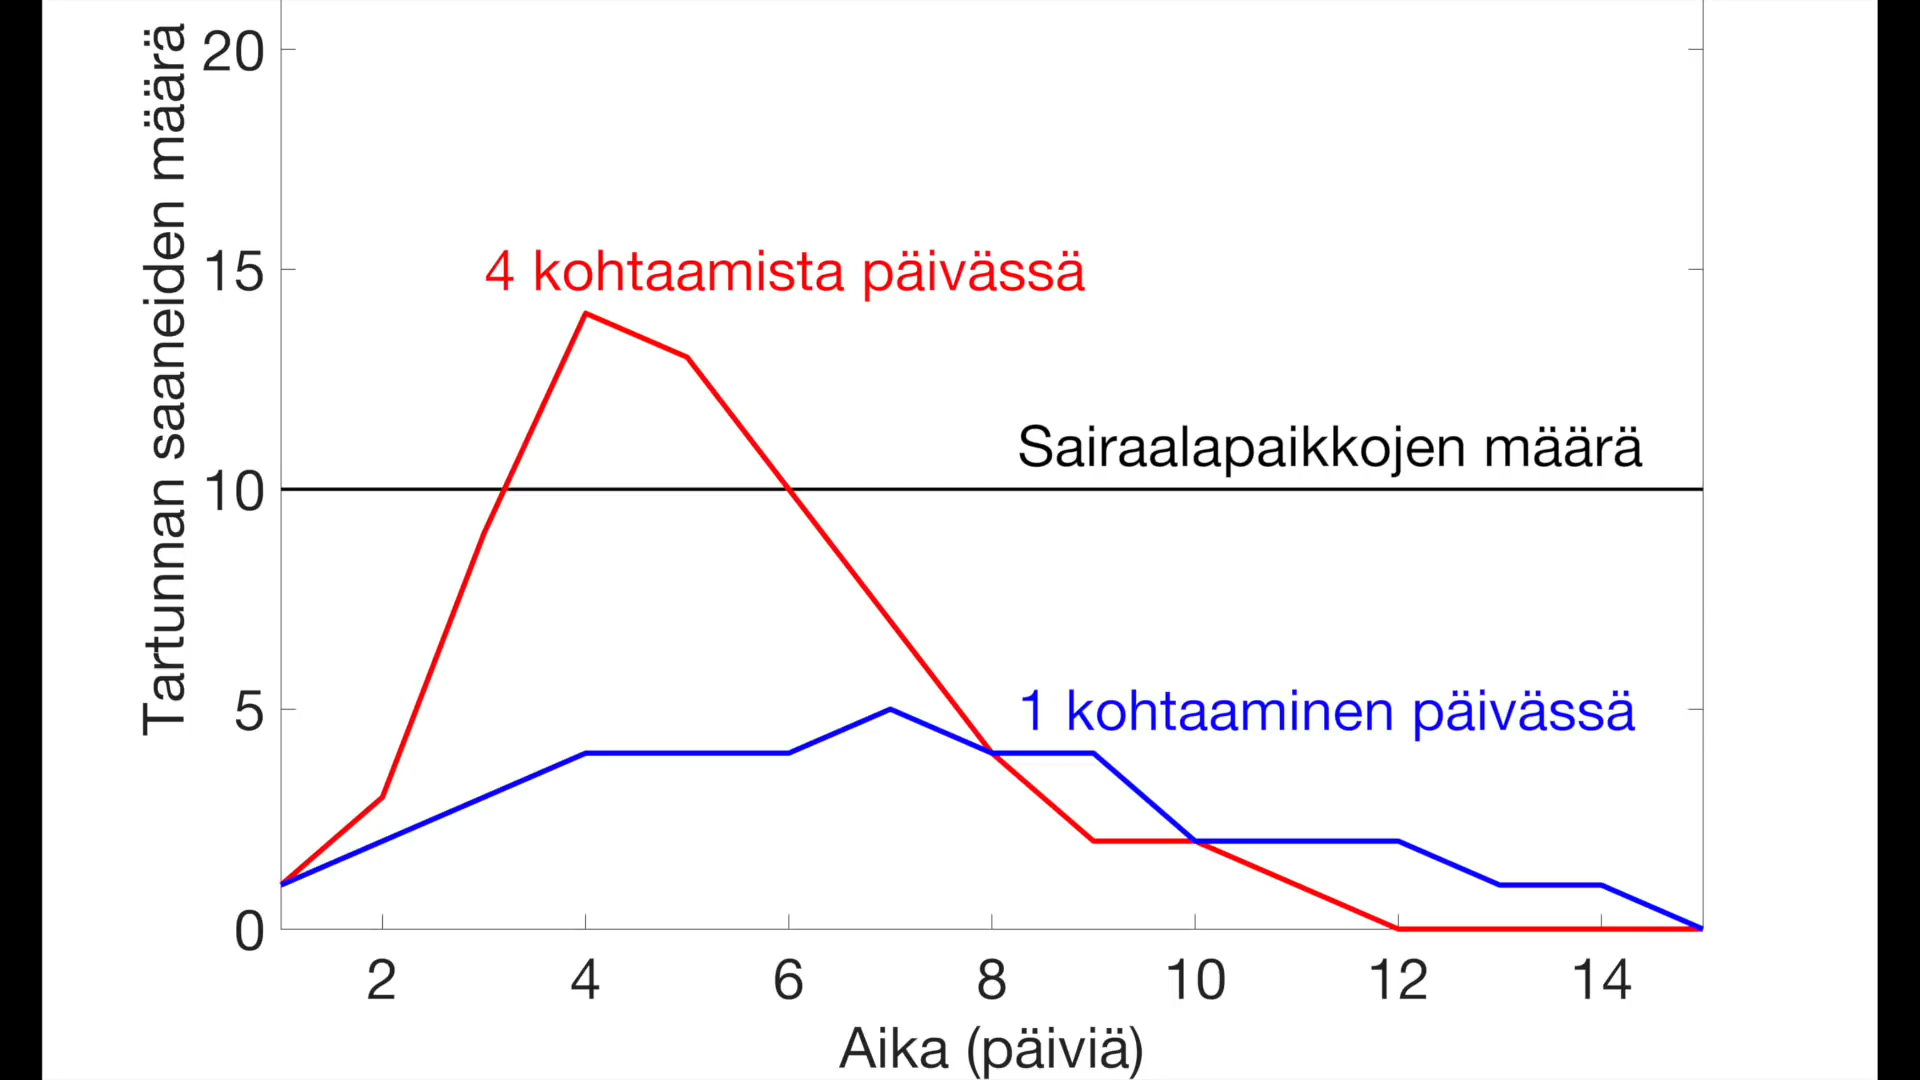 Tartunnan saaneiden määrä
20
15
10
5
0
4 kohtaamista päivässä
Sairaalapaikkojen määrä
1 kohtaaminen päivässä
2 4 6 8 10 12 14
Aika (päiviä)